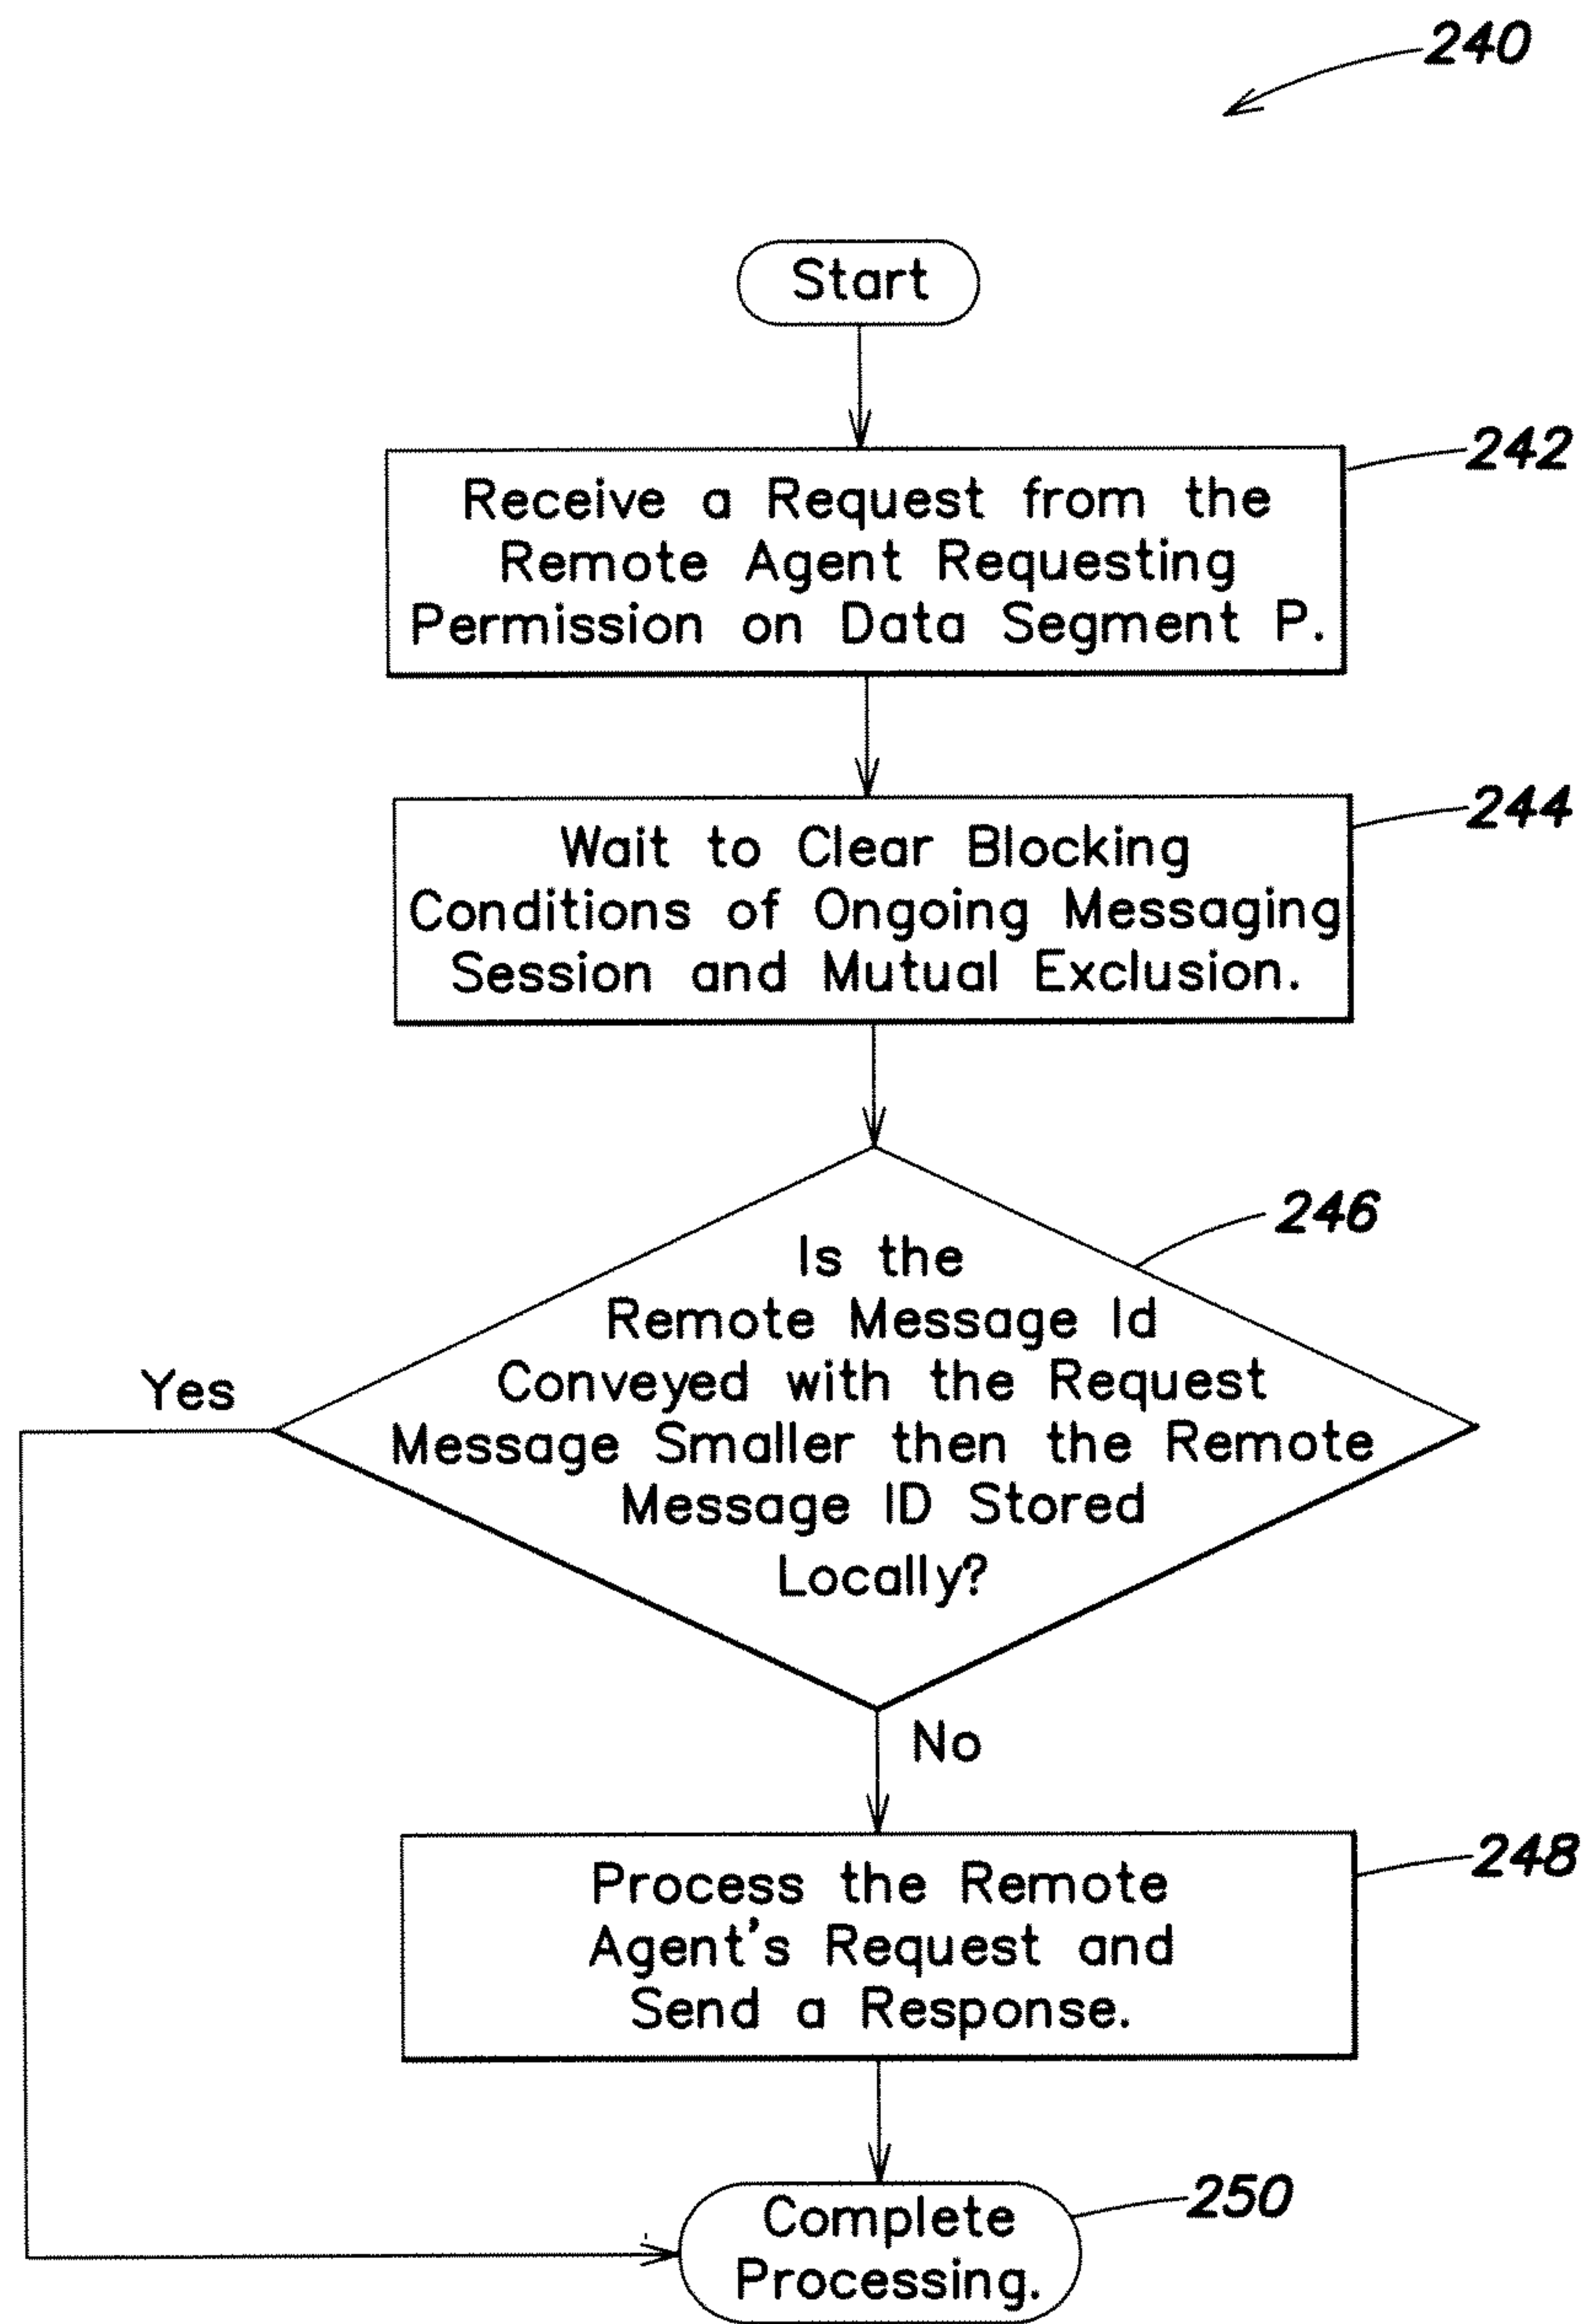 240
Start
242
Receive a Request from the
Remote Agent Requesting
Permission on Data Segment P.
244
Wait to Clear Blocking
Conditions of Ongoing Messaging
Session and Mutual Exclusion.
246
Is the
Remote Message Id
Conveyed with the Request
Message Smaller then the Remote
Message ID Stored
Locally?
Yes
No
248
Process the Remote
Agent's Request and
Send a Response.
250
Complete
Processing.